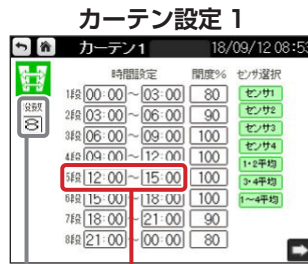 カーテン設定 1
カーテン1 18/09/12 08:53
時間設定 開度% センサ選択
1段 00:00~03:00 80 センサ1
段数 8 2段 03:00~06:00 90 センサ2
3段 06:00~09:00 100 センサ3
4段 09:00~12:00 100 センサ4
5段 12:00~15:00 100 1・2平均
6段 15:00~18:00 100 3・4平均
7段 18:00~21:00 90 1~4平均
8段 21:00~00:00 80